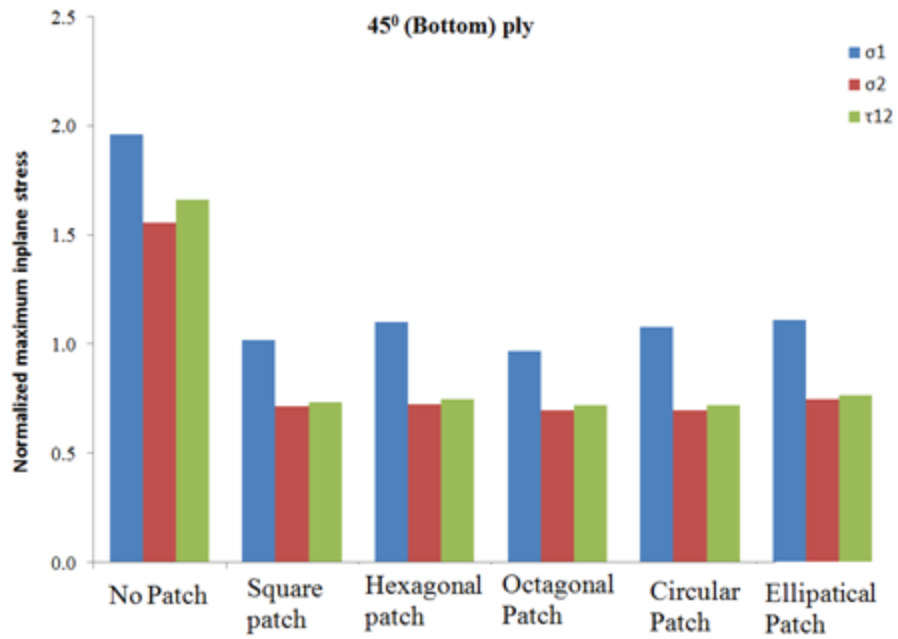 45⁰ (Bottom) ply
2.5
2.0
1.5
1.0
0.5
0.0
Normalized maximum inplane stress
σ1
σ2
τ12
No Patch
Square
patch
Hexagonal
patch
Octagonal
Patch
Circular
Patch
Ellipatical
Patch